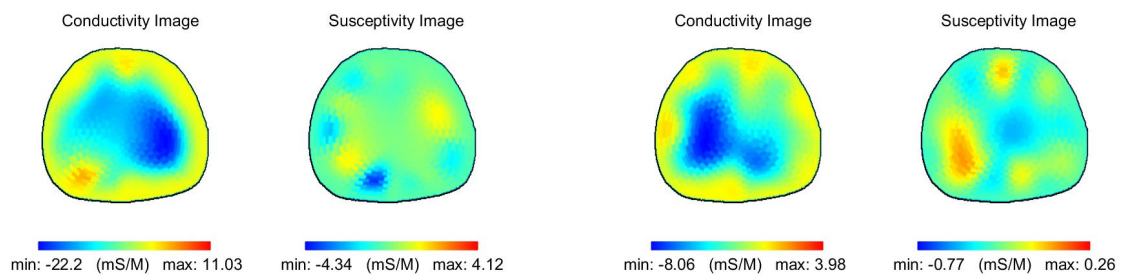 Conductivity Image Susceptivity Image Conductivity Image Susceptivity Image
min: -22.2 (mS/M) max: 11.03 min: -4.34 (mS/M) max: 4.12 min: -8.06 (mS/M) max: 3.98 min: -0.77 (mS/M) max: 0.26